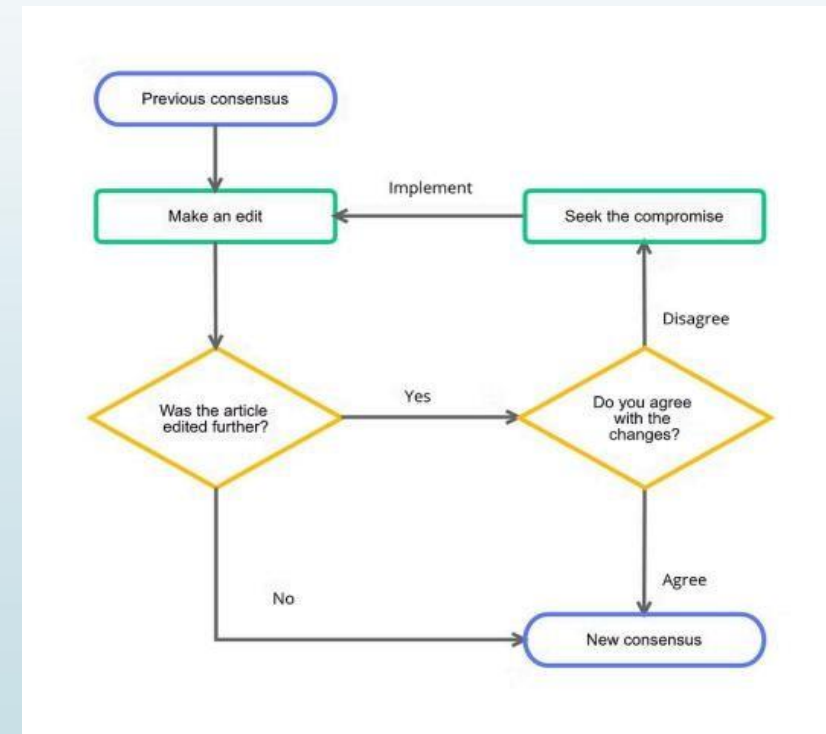 Previous consensus
Implement
Make an edit
Seek the compromise
Disagree
Yes
Was the article
edited further?
Do you agree
with the
changes?
Agree
No
New consensus